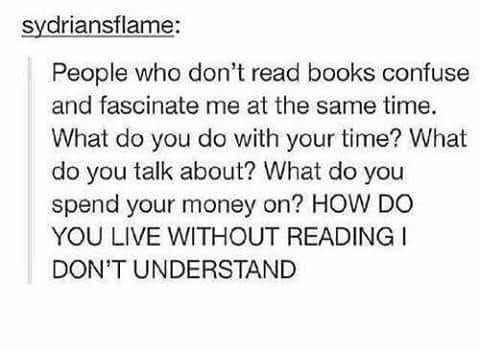 sydriansflame:
People who don't read books confuse
and fascinate me at the same time.
What do you do with your time? What
do you talk about? What do you
spend your money on? HOW DO
YOU LIVE WITHOUT READING I
DON'T UNDERSTAND